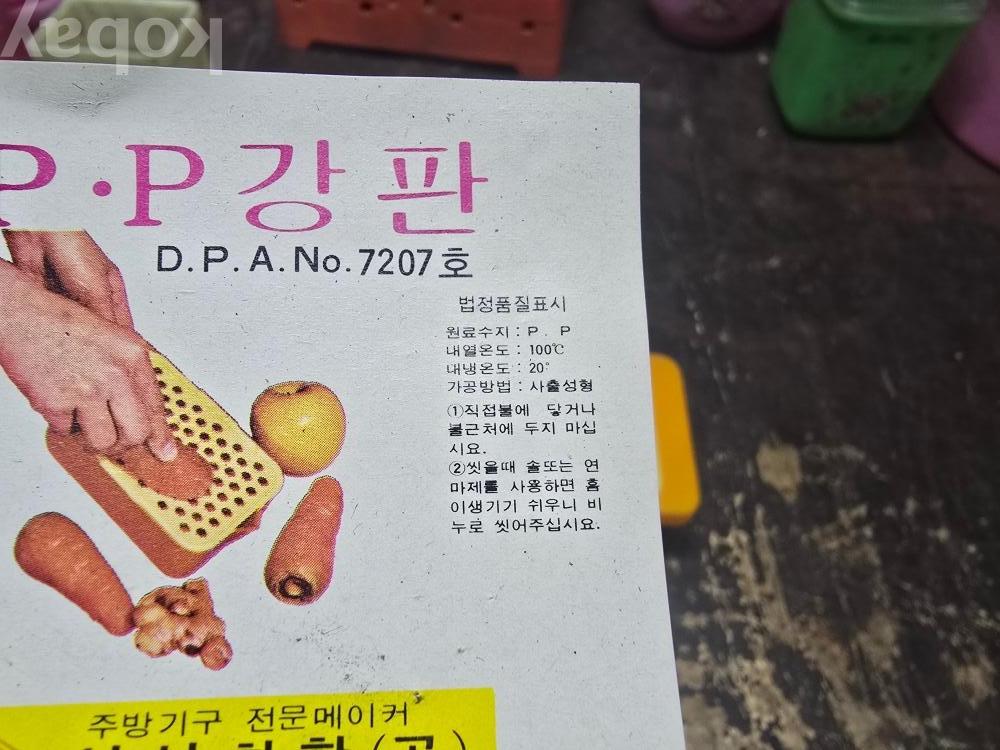 kobay
P·P강판
D.P.A.No.7207호
법정품질표시
원료수지 : P . P
내열온도 : 100℃
내냉온도 : 20°
가공방법 : 사출성형
①직접불에 닿거나
불근처에 두지 마십
시요.
②씻을때 솔또는 연
마제를 사용하면 흠
이생기기 쉬우니 비
누로 씻어주십시요.
주방기구 전문메이커